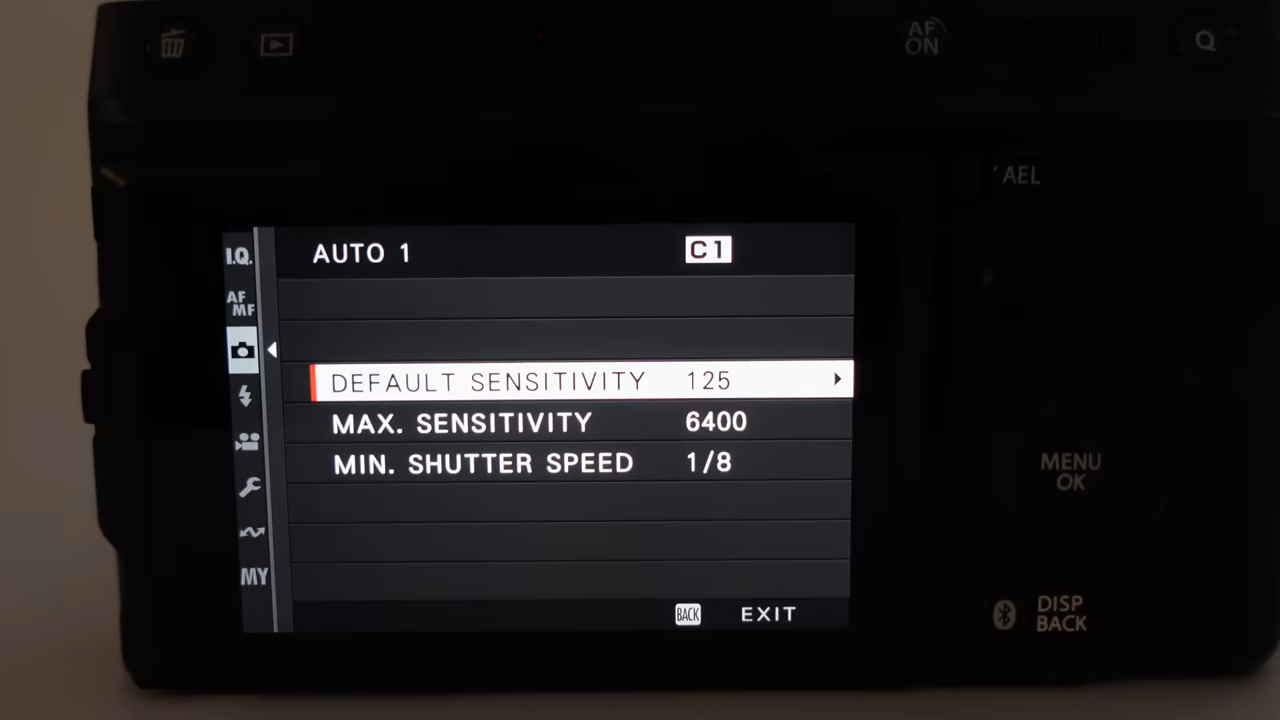 AF
ON
Q
AEL
I.Q.
AUTO 1 C1
AF
MF
DEFAULT SENSITIVITY 125
MAX. SENSITIVITY 6400
MIN. SHUTTER SPEED 1/8
MENU
OK
MY
BACK EXIT
DISP
BACK